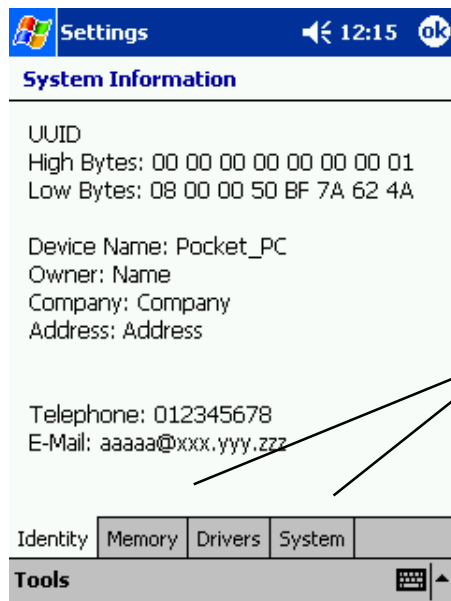 Settings 12:15 ok
System Information
UUID
High Bytes: 00 00 00 00 00 00 00 01
Low Bytes: 08 00 00 50 BF 7A 62 4A
Device Name: Pocket_PC
Owner: Name
Company: Company
Address: Address
Telephone: 012345678
E-Mail: aaaaa@xxx.yyy.zzz
Identity Memory Drivers System
Tools